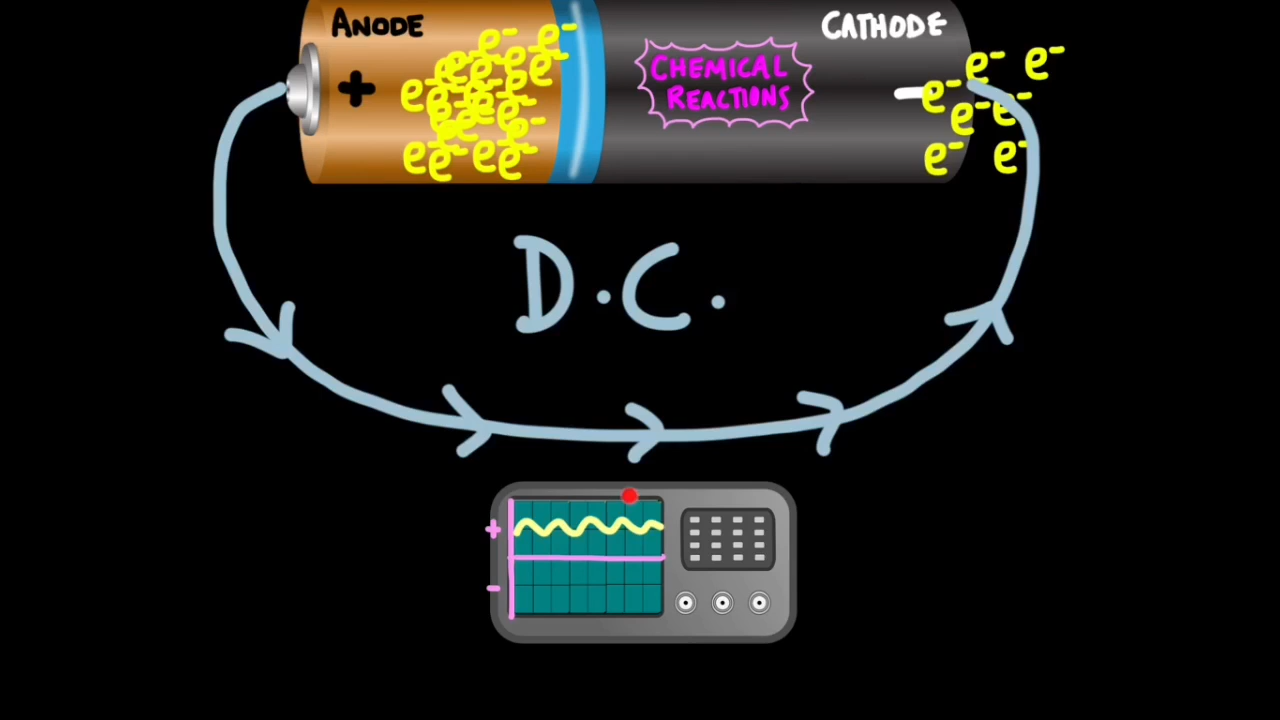 ANODE
CATHODE
+
CHEMICAL
REACTIONS
-
e- e-
e- e- e-
e- e- e-
e- e- e-
e- e- e- e-
e- e-
e- e-
e-
e- e-
e- e-
D.C.
+
-